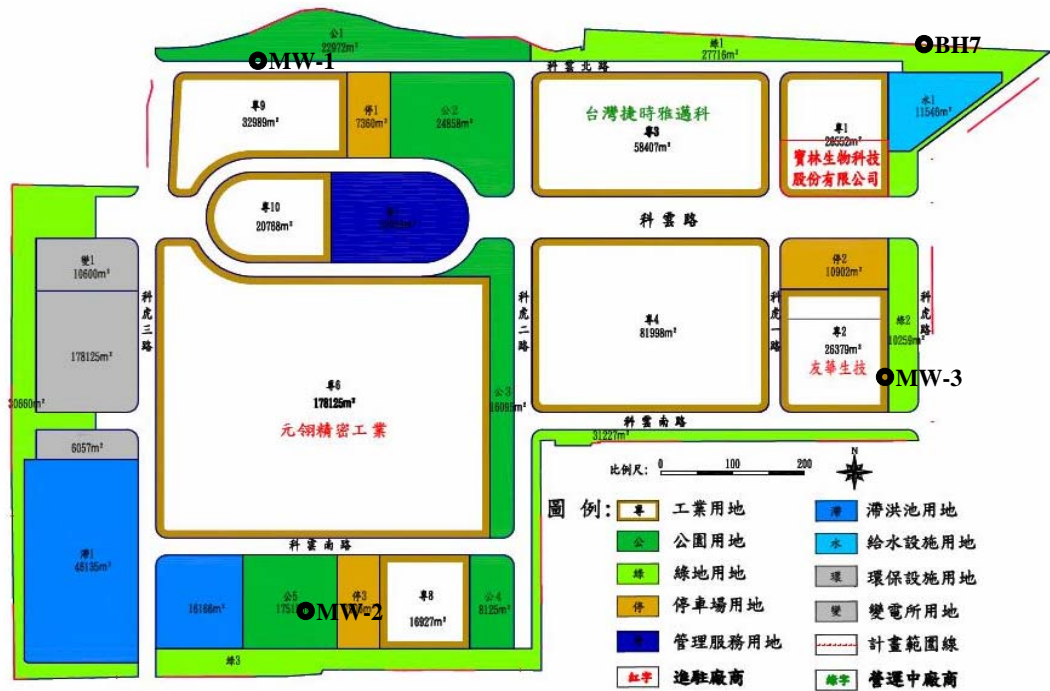 公1
22972m²
綠1
27716m²
BH7
MW-1
科雲北路
專9
32989m²
停1
7360m²
公2
24858m²
台灣捷時雅邁科
專3
58407m²
專1
26552m²
水1
11546m²
寶林生物科技
股份有限公司
專10
20788m²
科雲路
變1
10600m²
停2
10902m²
科虎三路
科虎二路
科虎一路
科虎路
178125m²
專4
81998m²
綠2
10259m²
專2
26379m²
友華生技
MW-3
專6
178125m²
元翎精密工業
公3
30660m²
科雲南路
31227m²
6057m²
比例尺: 0 100 200
N
圖例:
專 工業用地
滯 滯洪池用地
公 公園用地
水 給水設施用地
綠 綠地用地
環 環保設施用地
停 停車場用地
變 變電所用地
管理服務用地
計畫範圍線
紅字 進駐廠商
綠字 營運中廠商
科雲南路
滯1
48135m²
16166m²
公5
MW-2
停3
專8
16927m²
公4
8125m²
綠3